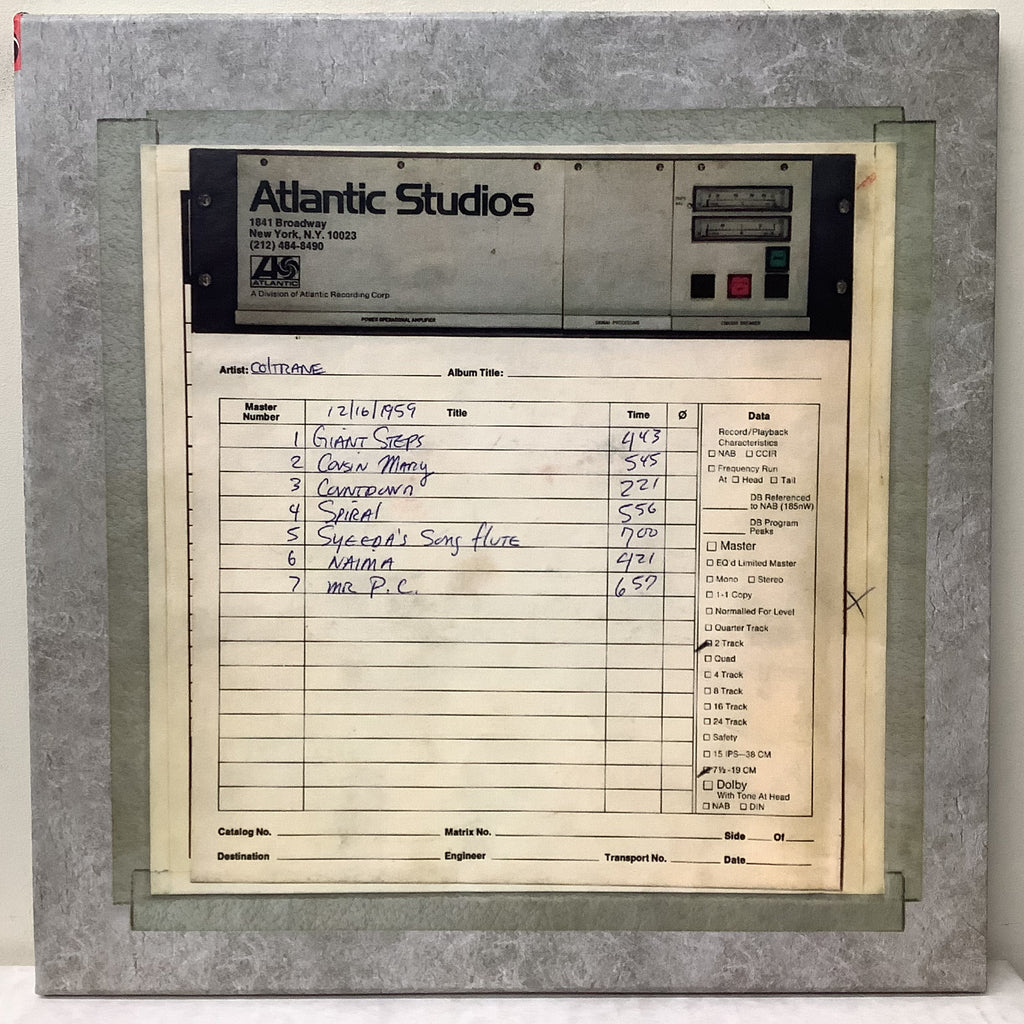 Atlantic Studios
1841 Broadway
New York, N.Y. 10023
(212) 484-8490
ATLANTIC
A Division of Atlantic Recording Corp.
POWER OPERATIONAL AMPLIFIER
SIGNAL PROCESSING
Artist: COLTRANE Album Title:
Master Number 12/16/1959 Title Time Ø Data
1 GIANT STEPS 443
2 COUSIN MARY 545
3 COUNTDOWN 221
4 SPIRAL 556
5 SYEEDA'S SONG FLUTE 700
6 NAIMA 421
7 MR P.C. 657
Record/Playback
Characteristics
NAB CCIR
Frequency Run
At Head Tail
DB Referenced
to NAB (185nW)
DB Program
Peaks
Master
EQ'd Limited Master
Mono Stereo
1-1 Copy
Normalled For Level
Quarter Track
2 Track
Quad
4 Track
8 Track
16 Track
24 Track
Safety
15 IPS—38 CM
7½-19 CM
Dolby
With Tone At Head
NAB DIN
X
Catalog No. Matrix No. Side Of
Destination Engineer Transport No. Date